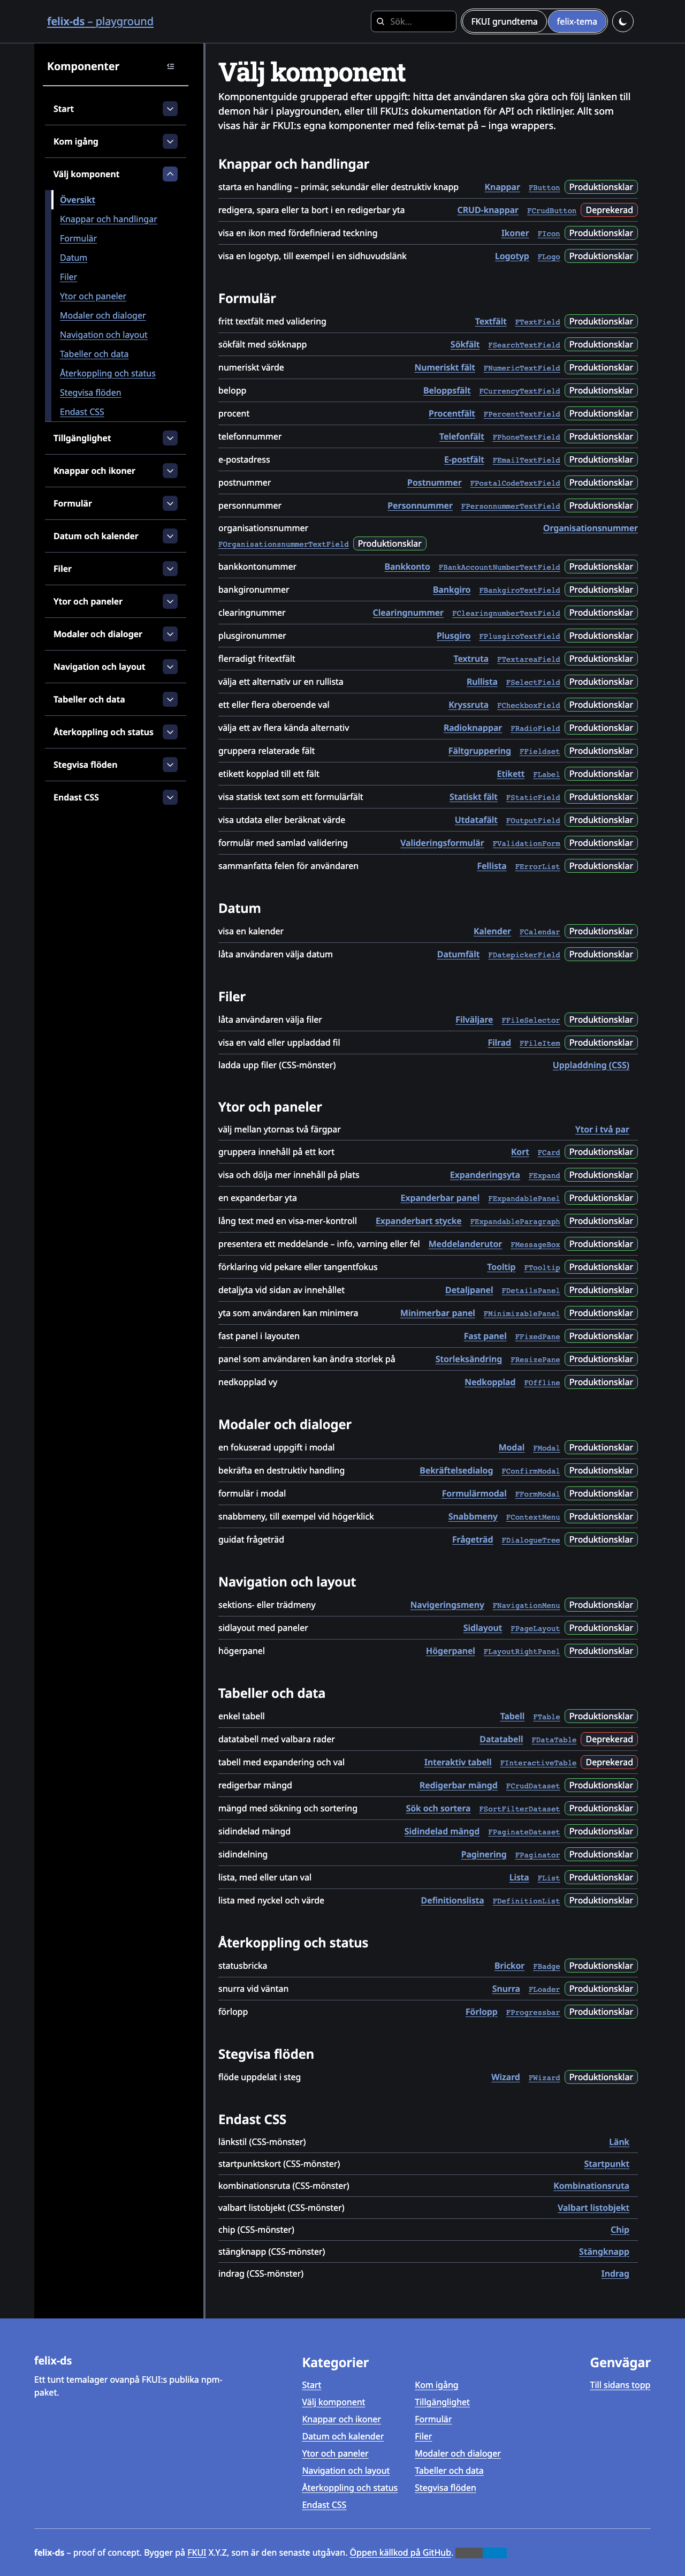 felix-ds – playground
Sök...
FKUI grundtema
felix-tema
Komponenter
Start
Kom igång
Välj komponent
Översikt
Knappar och handlingar
Formulär
Datum
Filer
Ytor och paneler
Modaler och dialoger
Navigation och layout
Tabeller och data
Återkoppling och status
Stegvisa flöden
Endast CSS
Tillgänglighet
Knappar och ikoner
Formulär
Datum och kalender
Filer
Ytor och paneler
Modaler och dialoger
Navigation och layout
Tabeller och data
Återkoppling och status
Stegvisa flöden
Endast CSS
Välj komponent
Komponentguide grupperad efter uppgift: hitta det användaren ska göra och följ länken till
exempel under kategorin, eller till FKUI:s dokumentation för API och riktlinjer. Allt som
visas här är FKUI:s egna komponenter med felix-temat på – inga wrappers.
Knappar och handlingar
starta en handling – primär, sekundär eller destruktiv knapp Knappar FButton Produktionsklar
redigera, spara eller ta bort i en redigerbar yta CRUD-knappar FCrudButton Deprekerad
visa en ikon med fördefinierad teckning Ikoner FIcon Produktionsklar
visa en logotyp, till exempel i en sidhuvudslänk Logotyp FLogo Produktionsklar
Formulär
fritt textfält med validering Textfält FTextField Produktionsklar
sökfält med sökknapp Sökfält FSearchTextField Produktionsklar
numeriskt värde Numeriskt fält FNumericTextField Produktionsklar
belopp Beloppsfält FCurrencyTextField Produktionsklar
procent Procentfält FPercentTextField Produktionsklar
telefonnummer Telefonfält FPhoneTextField Produktionsklar
e-postadress E-postfält FEmailTextField Produktionsklar
postnummer Postnummer FPostalCodeTextField Produktionsklar
personnummer Personnummer FPersonnummerTextField Produktionsklar
organisationsnummer Organisationsnummer
FOrganisationsnummerTextField Produktionsklar
bankkontonummer Bankkonto FBankAccountNumberTextField Produktionsklar
bankgironummer Bankgiro FBankgiroTextField Produktionsklar
clearingnummer Clearingnummer FClearingnumberTextField Produktionsklar
plusgironummer Plusgiro FPlusgiroTextField Produktionsklar
flerradigt fritextfält Textruta FTextareaField Produktionsklar
välja ett alternativ ur en rullista Rullista FSelectField Produktionsklar
ett eller flera oberoende val Kryssruta FCheckboxField Produktionsklar
välja ett av flera kända alternativ Radioknappar FRadioField Produktionsklar
gruppera relaterade fält Fältgruppering FFieldset Produktionsklar
etikett kopplad till ett fält Etikett FLabel Produktionsklar
visa statisk text som ett formulärfält Statiskt fält FStaticField Produktionsklar
visa utdata eller beräknat värde Utdatafält FOutputField Produktionsklar
formulär med samlad validering Valideringsformulär FValidationForm Produktionsklar
sammanfatta felen för användaren Fellista FErrorList Produktionsklar
Datum
visa en kalender Kalender FCalendar Produktionsklar
låta användaren välja datum Datumfält FDatepickerField Produktionsklar
Filer
låta användaren välja filer Filväljare FFileSelector Produktionsklar
visa en vald eller uppladdad fil Filrad FFileItem Produktionsklar
ladda upp filer (CSS-mönster) Uppladdning (CSS)
Ytor och paneler
välj mellan ytornas två färgpar Ytor i två par
gruppera innehåll på ett kort Kort FCard Produktionsklar
visa och dölja mer innehåll på plats Expanderingsyta FExpand Produktionsklar
en expanderbar yta Expanderbar panel FExpandablePanel Produktionsklar
lång text med en visa-mer-kontroll Expanderbart stycke FExpandableParagraph Produktionsklar
presentera ett meddelande – info, varning eller fel Meddelanderutor FMessageBox Produktionsklar
förklaring vid pekare eller tangentfokus Tooltip FTooltip Produktionsklar
detaljyta vid sidan av innehållet Detaljpanel FDetailsPanel Produktionsklar
yta som användaren kan minimera Minimerbar panel FMinimizablePanel Produktionsklar
fast panel i layouten Fast panel FFixedPane Produktionsklar
panel som användaren kan ändra storlek på Storleksändring FResizePane Produktionsklar
nedkopplad vy Nedkopplad FOffline Produktionsklar
Modaler och dialoger
en fokuserad uppgift i modal Modal FModal Produktionsklar
bekräfta en destruktiv handling Bekräftelsedialog FConfirmModal Produktionsklar
formulär i modal Formulärmodal FFormModal Produktionsklar
snabbmeny, till exempel vid högerklick Snabbmeny FContextMenu Produktionsklar
guidat frågeträd Frågeträd FDialogueTree Produktionsklar
Navigation och layout
sektions- eller trädmeny Navigeringsmeny FNavigationMenu Produktionsklar
sidlayout med paneler Sidlayout FPageLayout Produktionsklar
högerpanel Högerpanel FLayoutRightPanel Produktionsklar
Tabeller och data
enkel tabell Tabell FTable Produktionsklar
datatabell med valbara rader Datatabell FDataTable Deprekerad
tabell med expandering och val Interaktiv tabell FInteractiveTable Deprekerad
redigerbar mängd Redigerbar mängd FCrudDataset Produktionsklar
mängd med sökning och sortering Sök och sortera FSortFilterDataset Produktionsklar
sidindelad mängd Sidindelad mängd FPaginateDataset Produktionsklar
sidindelning Paginering FPaginator Produktionsklar
lista, med eller utan val Lista FList Produktionsklar
lista med nyckel och värde Definitionslista FDefinitionList Produktionsklar
Återkoppling och status
statusbricka Brickor FBadge Produktionsklar
snurra vid väntan Snurra FLoader Produktionsklar
förlopp Förlopp FProgressbar Produktionsklar
Stegvisa flöden
flöde uppdelat i steg Wizard FWizard Produktionsklar
Endast CSS
länkstil (CSS-mönster) Länk
startpunktskort (CSS-mönster) Startpunkt
kombinationsruta (CSS-mönster) Kombinationsruta
valbart listobjekt (CSS-mönster) Valbart listobjekt
chip (CSS-mönster) Chip
stängknapp (CSS-mönster) Stängknapp
indrag (CSS-mönster) Indrag
felix-ds
Ett tunt temalager ovanpå FKUI:s publika npm-
paket.
Kategorier
Start
Välj komponent
Knappar och ikoner
Datum och kalender
Ytor och paneler
Navigation och layout
Återkoppling och status
Endast CSS
Kom igång
Tillgänglighet
Formulär
Filer
Modaler och dialoger
Tabeller och data
Stegvisa flöden
Genvägar
Till sidans topp
felix-ds – proof of concept. Bygger på FKUI X.Y.Z, som är den senaste utgåvan. Öppen källkod på GitHub.